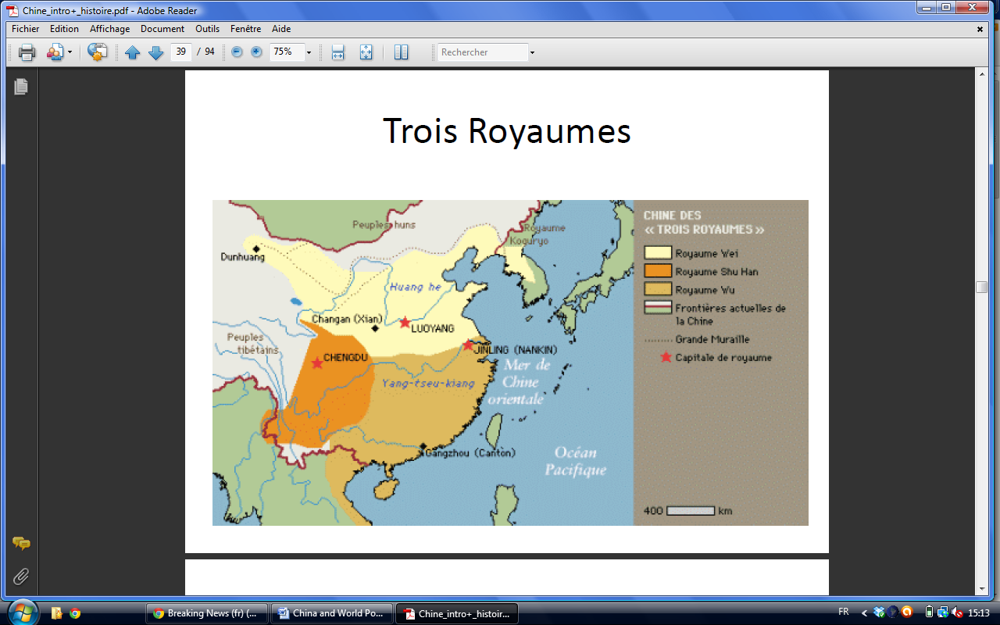 Chine_intro+_histoire.pdf - Adobe Reader
Fichier Edition Affichage Document Outils Fenêtre Aide
39 / 94 75% Rechercher
Trois Royaumes
CHINE DES
« TROIS ROYAUMES »
Royaume Wei
Royaume Shu Han
Royaume Wu
Frontières actuelles de
la Chine
Grande Muraille
Capitale de royaume
400 km
Peuples huns
Royaume
Koguryo
Dunhuang
Huang he
Changan (Xian)
LUOYANG
Peuples
tibétains
CHENGDU
JINLING (NANKIN)
Mer de
Chine
orientale
Yang-tseu-kiang
Gangzhou (Canton)
Océan
Pacifique
Breaking News (fr) (...
China and World Po...
Chine_intro+_histoir...
FR
15:13